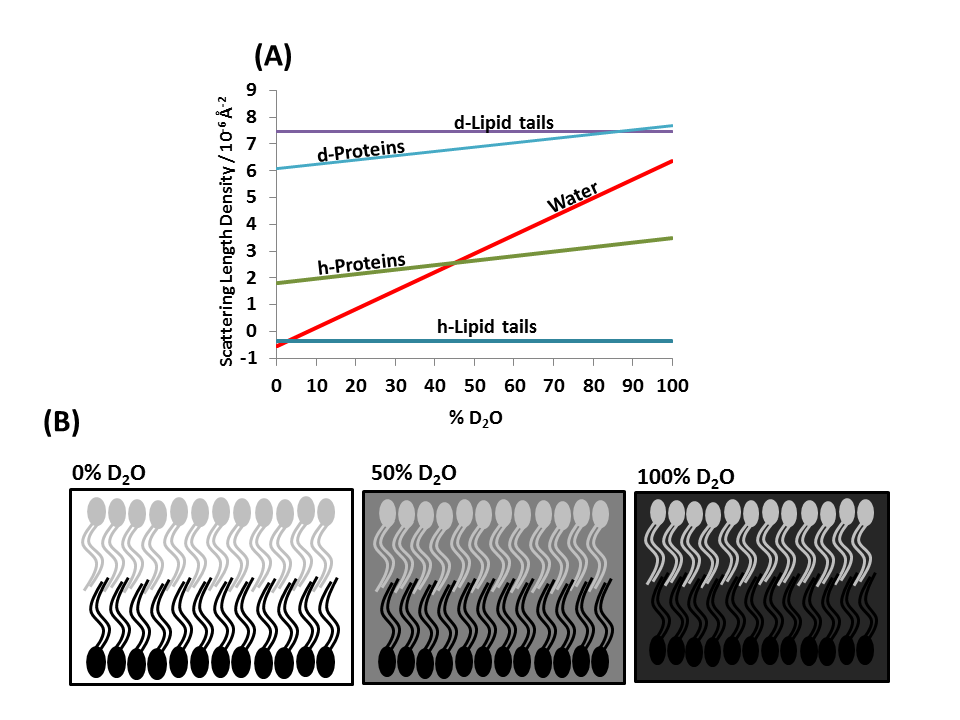 (A)
Scattering Length Density / 10⁻⁶ Å⁻²
9
8
7
6
5
4
3
2
1
0
-1
d-Lipid tails
d-Proteins
Water
h-Proteins
h-Lipid tails
0 10 20 30 40 50 60 70 80 90 100
% D₂O
(B)
0% D₂O
50% D₂O
100% D₂O